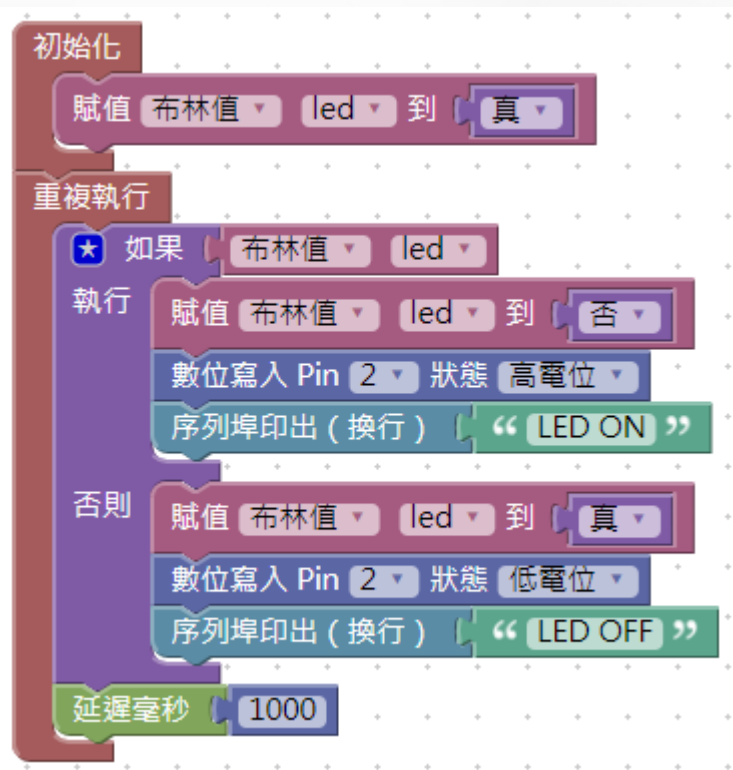 初始化
賦值 布林值 led 到 真
重複執行
如果 布林值 led
執行 賦值 布林值 led 到 否
數位寫入 Pin 2 狀態 高電位
序列埠印出 ( 換行 ) “ LED ON ”
否則 賦值 布林值 led 到 真
數位寫入 Pin 2 狀態 低電位
序列埠印出 ( 換行 ) “ LED OFF ”
延遲毫秒 1000